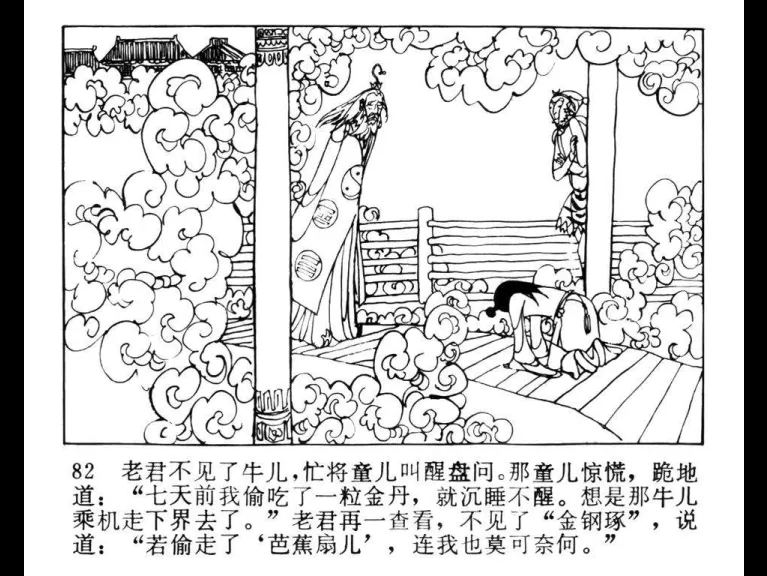 82 老君不见了牛儿,忙将童儿叫醒盘问。那童儿惊慌,跪地
道:“七天前我偷吃了一粒金丹,就沉睡不醒。想是那牛儿
乘机走下界去了。”老君再一查看,不见了“金钢琢”,说
道:“若偷走了‘芭蕉扇儿’,连我也莫可奈何。”